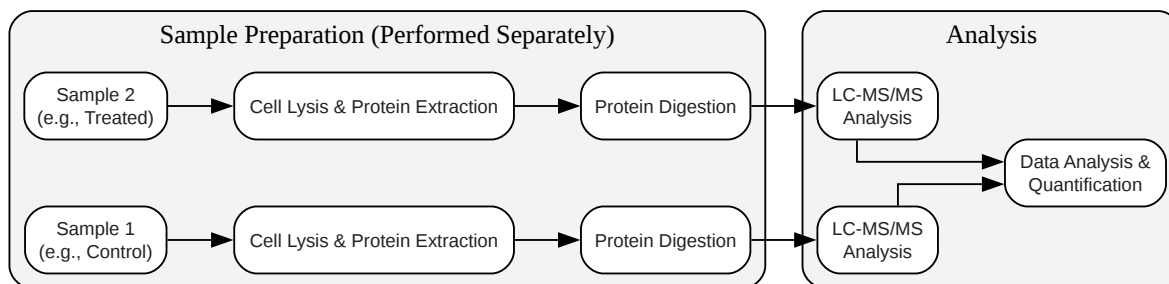 Sample Preparation (Performed Separately)
Analysis
Sample 2
(e.g., Treated)
Cell Lysis & Protein Extraction
Protein Digestion
LC-MS/MS
Analysis
Data Analysis &
Quantification
Sample 1
(e.g., Control)
Cell Lysis & Protein Extraction
Protein Digestion
LC-MS/MS
Analysis